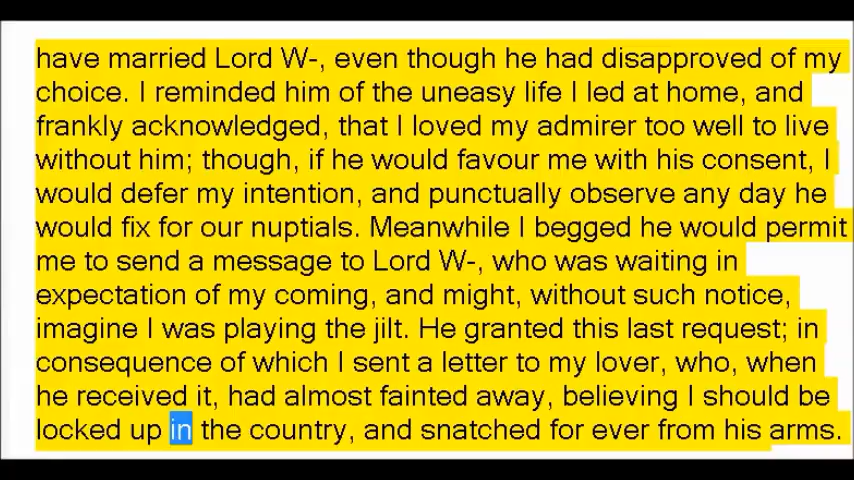 have married Lord W-, even though he had disapproved of my
choice. I reminded him of the uneasy life I led at home, and
frankly acknowledged, that I loved my admirer too well to live
without him; though, if he would favour me with his consent, I
would defer my intention, and punctually observe any day he
would fix for our nuptials. Meanwhile I begged he would permit
me to send a message to Lord W-, who was waiting in
expectation of my coming, and might, without such notice,
imagine I was playing the jilt. He granted this last request; in
consequence of which I sent a letter to my lover, who, when
he received it, had almost fainted away, believing I should be
locked up in the country, and snatched for ever from his arms.